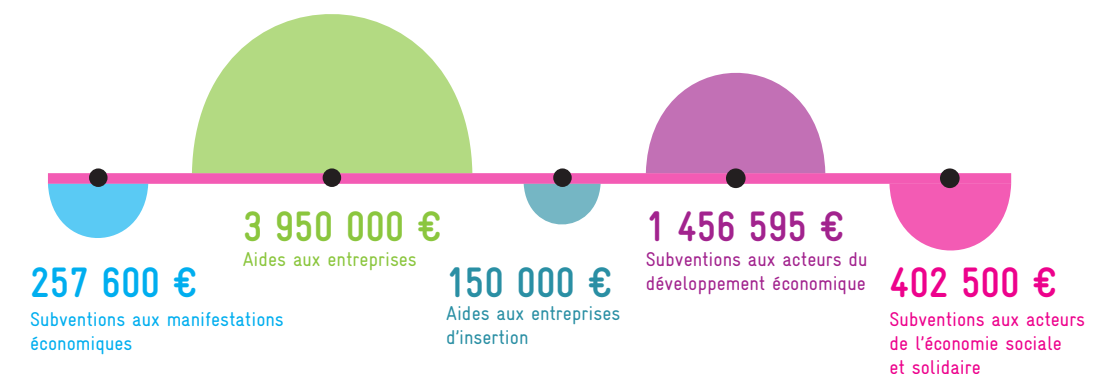 257 600 €
Subventions aux manifestations
économiques
3 950 000 €
Aides aux entreprises
150 000 €
Aides aux entreprises
d'insertion
1 456 595 €
Subventions aux acteurs du
développement économique
402 500 €
Subventions aux acteurs
de l'économie sociale
et solidaire